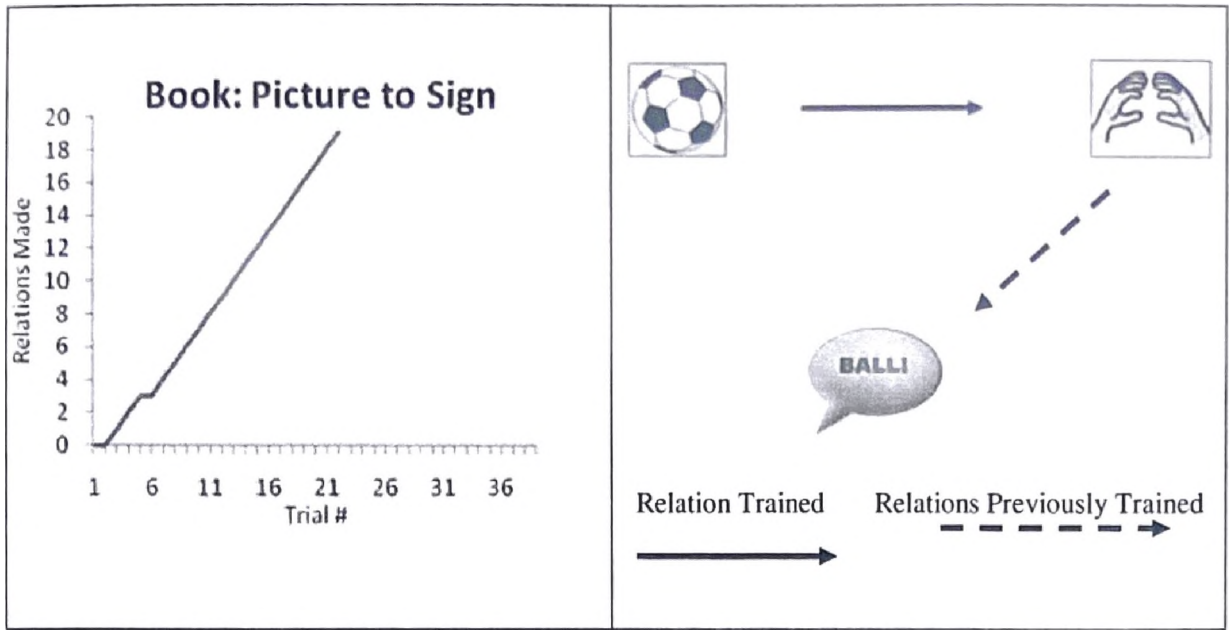 Book: Picture to Sign
Relations Made
20
18
16
14
12
10
8
6
4
2
0
1 6 11 16 21 26 31 36
Trial #
BALL!
Relation Trained Relations Previously Trained